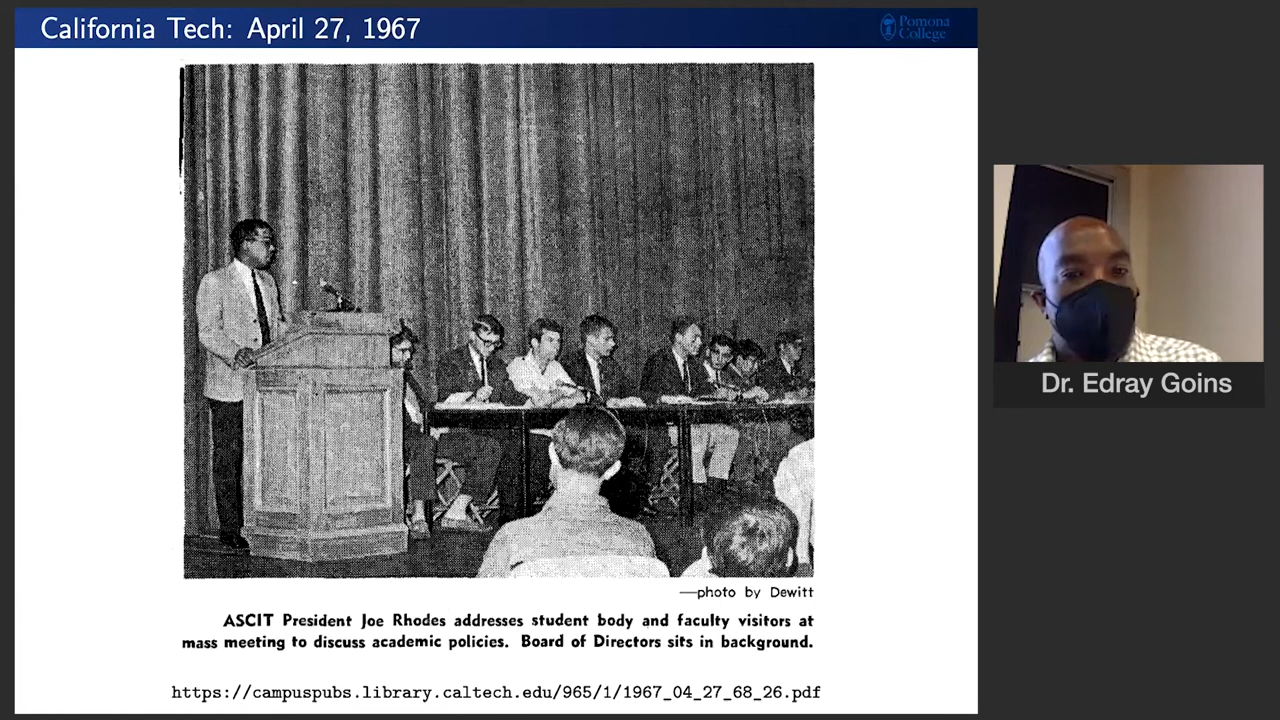 California Tech: April 27, 1967
Pomona
College
—photo by Dewitt
ASCIT President Joe Rhodes addresses student body and faculty visitors at
mass meeting to discuss academic policies. Board of Directors sits in background.
https://campuspubs.library.caltech.edu/965/1/1967_04_27_68_26.pdf
Dr. Edray Goins